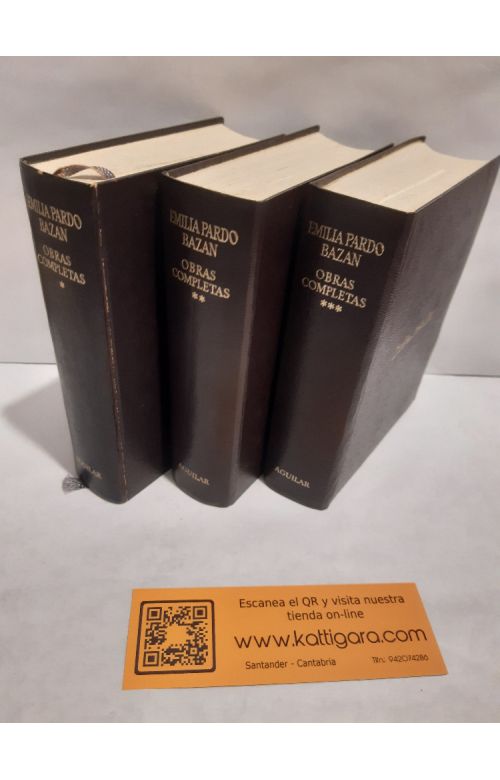 EMILIA PARDO
BAZAN
OBRAS
COMPLETAS
*
EMILIA PARDO
BAZAN
OBRAS
COMPLETAS
**
AGUILAR
EMILIA PARDO
BAZAN
OBRAS
COMPLETAS
***
AGUILAR
Escanea el QR y visita nuestra
tienda on-line
www.kattigara.com
Santander - Cantabria